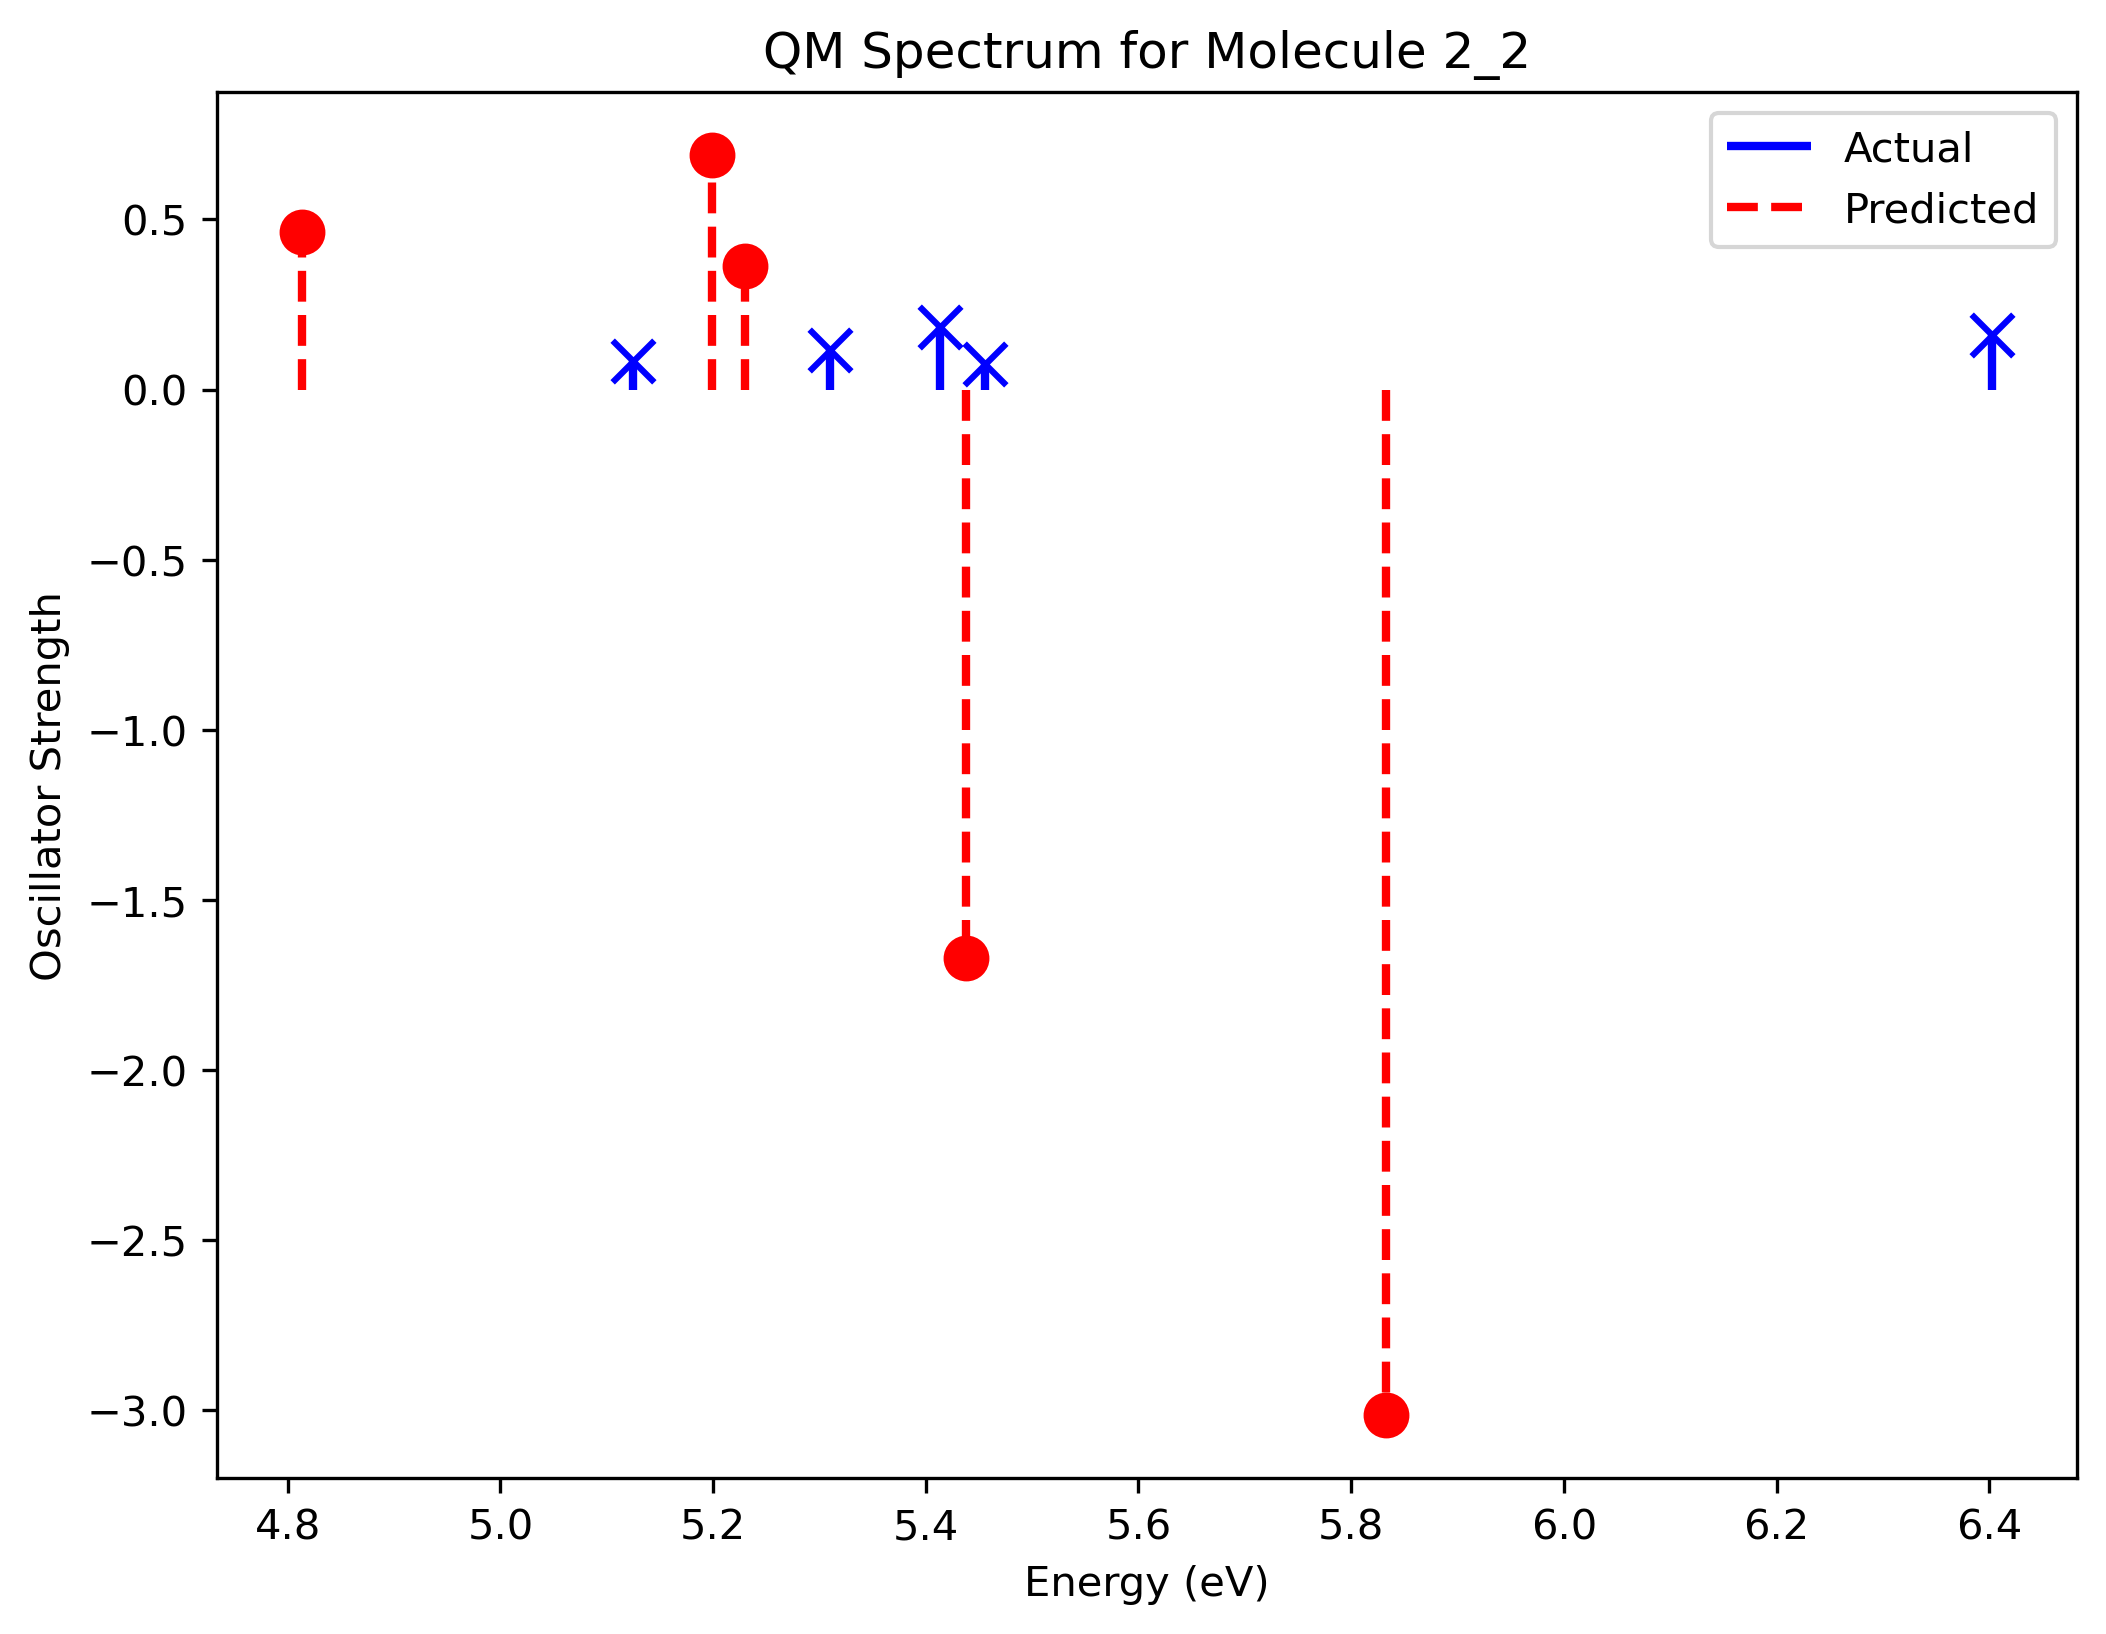 QM Spectrum for Molecule 2_2
Actual
Predicted
Oscillator Strength
0.5
0.0
−0.5
−1.0
−1.5
−2.0
−2.5
−3.0
4.8 5.0 5.2 5.4 5.6 5.8 6.0 6.2 6.4
Energy (eV)